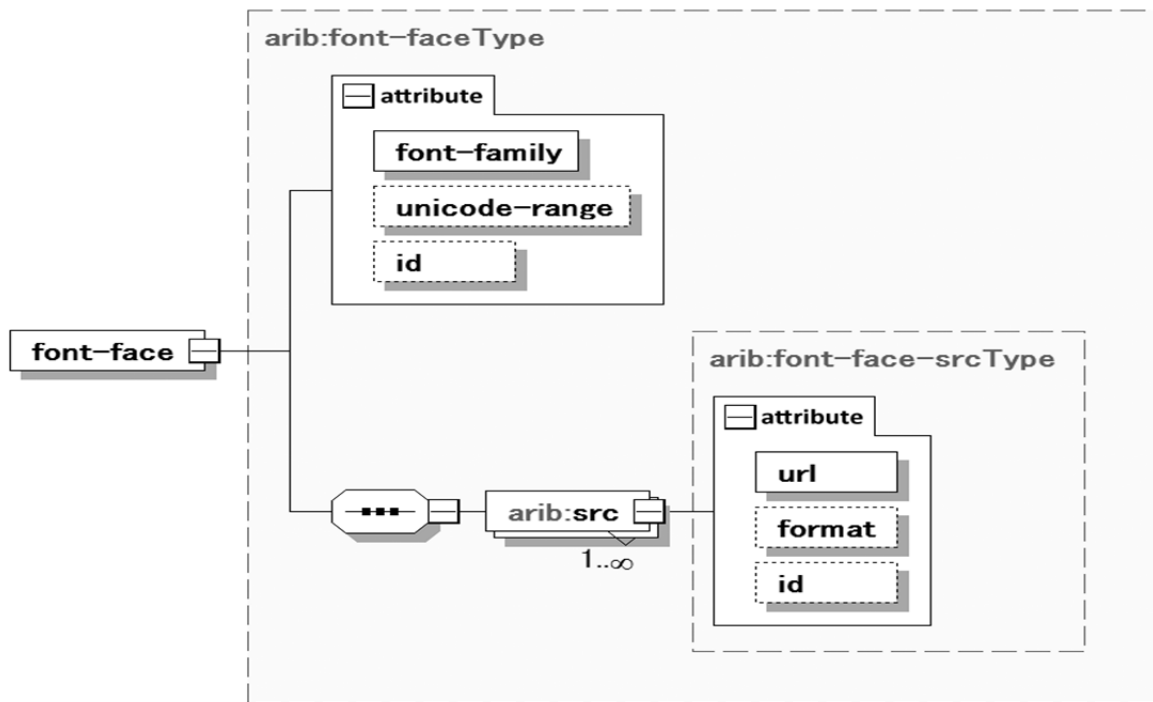 arib:font-faceType
attribute
font-family
unicode-range
id
font-face
arib:font-face-srcType
attribute
url
format
id
arib:src
1..∞